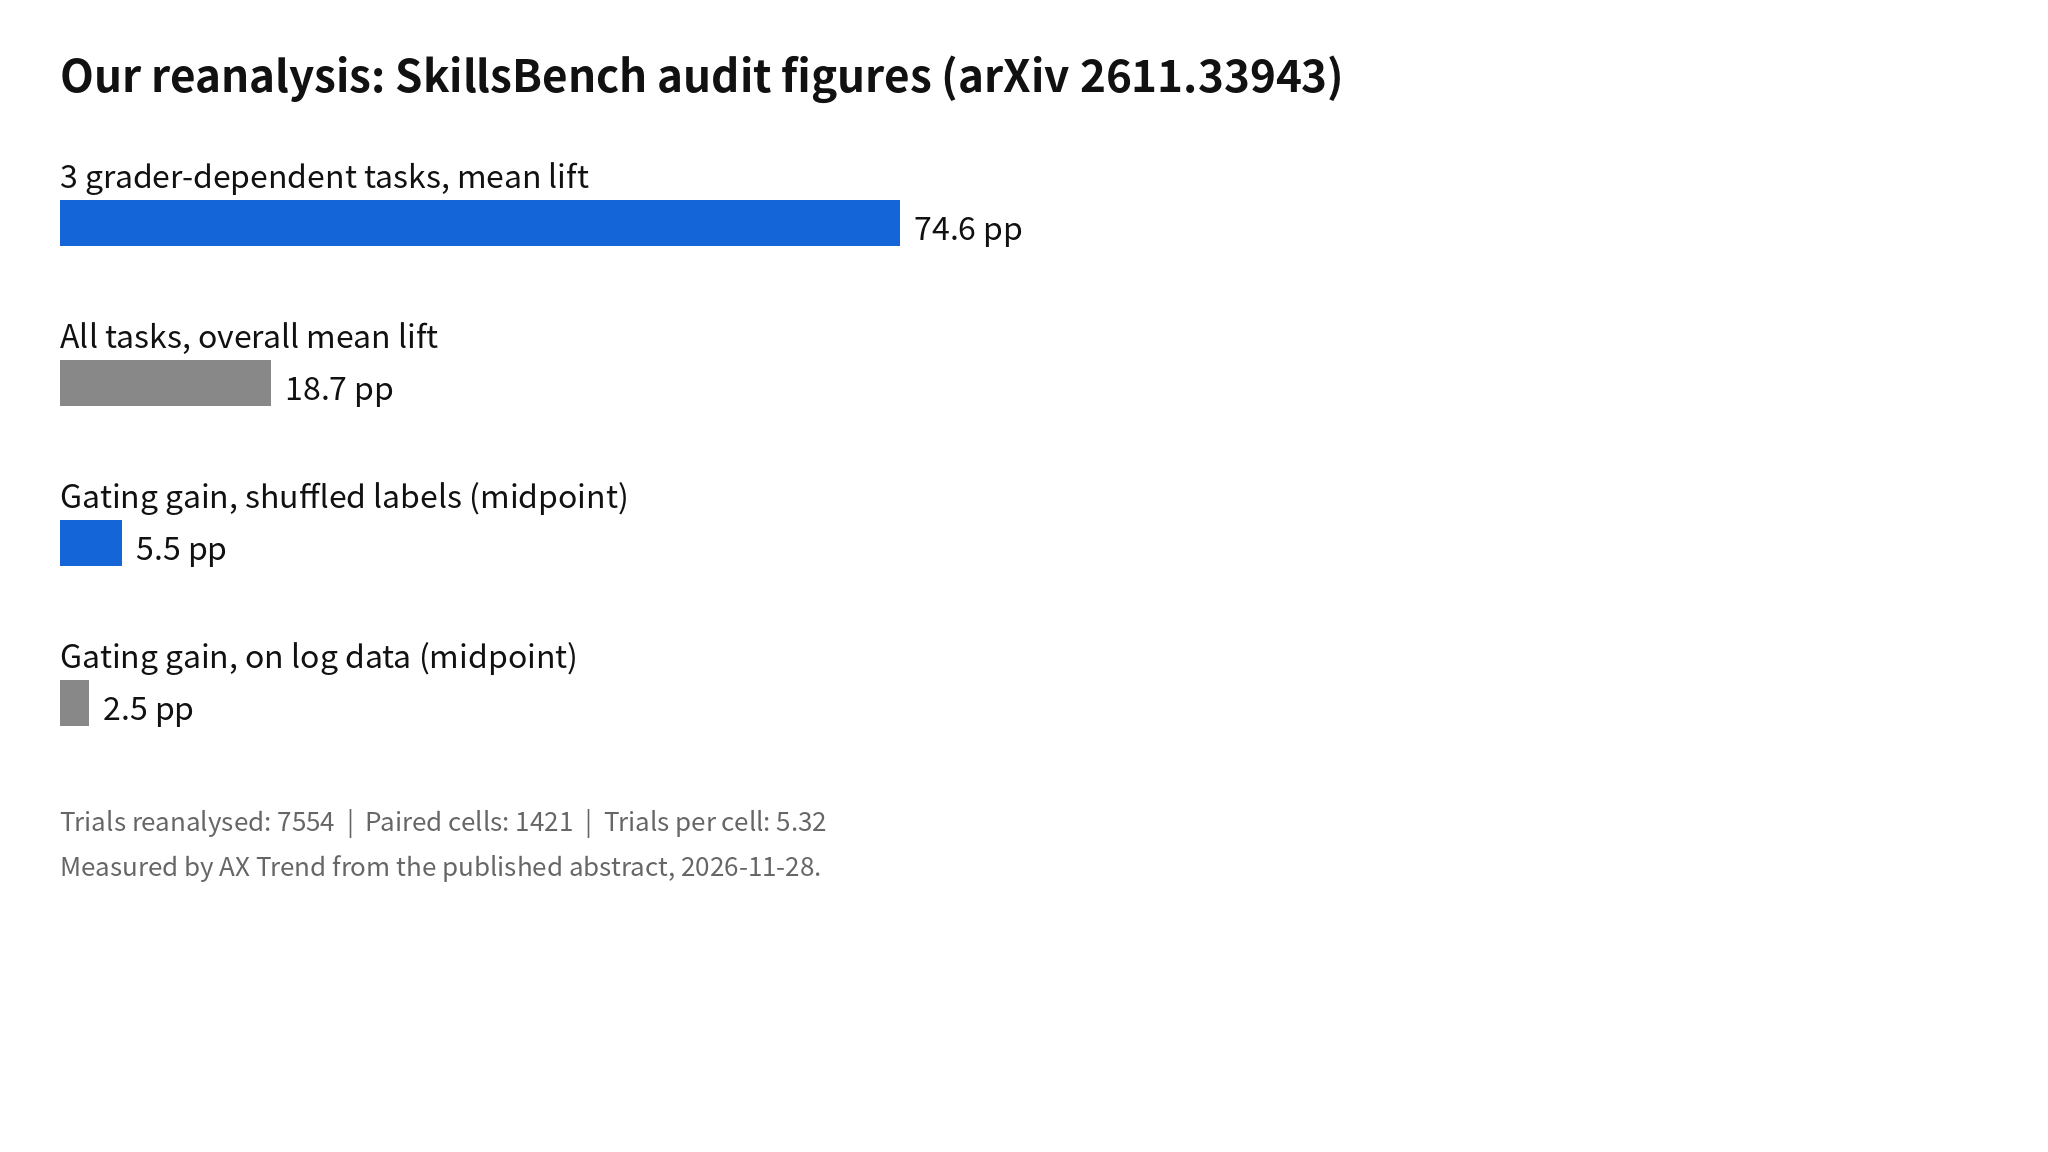 Our reanalysis: SkillsBench audit figures (arXiv 2611.33943)
3 grader-dependent tasks, mean lift
74.6 pp
All tasks, overall mean lift
18.7 pp
Gating gain, shuffled labels (midpoint)
5.5 pp
Gating gain, on log data (midpoint)
2.5 pp
Trials reanalysed: 7554 | Paired cells: 1421 | Trials per cell: 5.32
Measured by AX Trend from the published abstract, 2026-11-28.